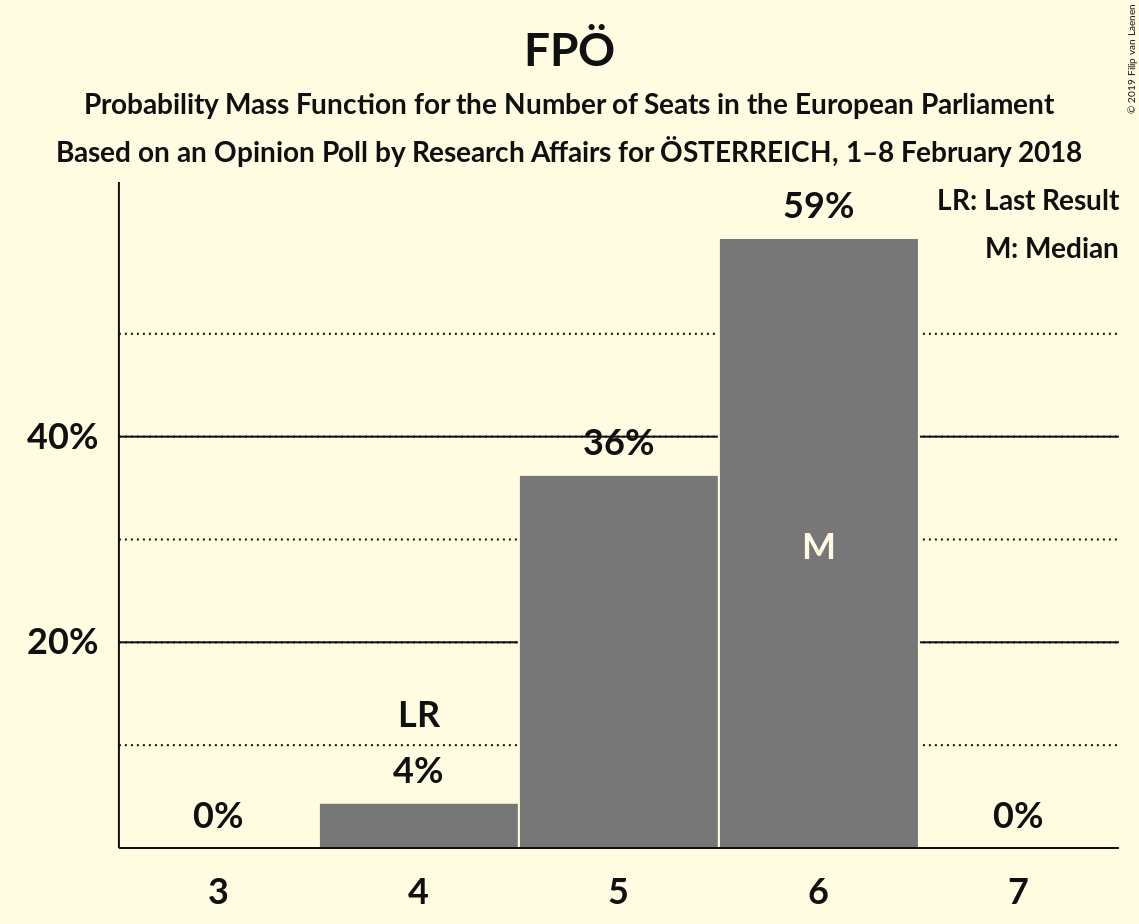 FPÖ
Probability Mass Function for the Number of Seats in the European Parliament
Based on an Opinion Poll by Research Affairs for ÖSTERREICH, 1–8 February 2018
© 2019 Filip van Laenen
LR: Last Result
M: Median
59%
40%
36%
M
20%
LR
4%
0%
0%
3 4 5 6 7